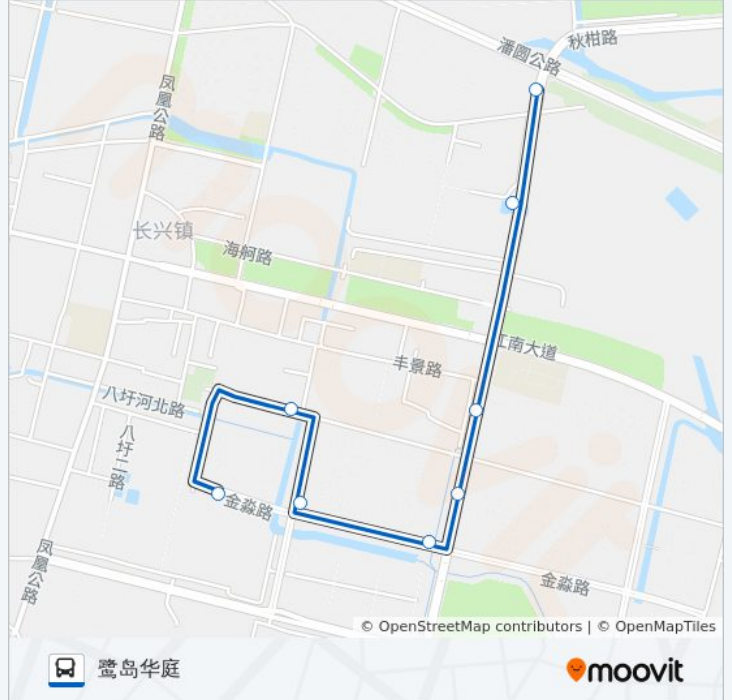 潘圆公路
秋柑路
凤凰公路
长兴镇
海舸路
江南大道
丰景路
八圩河北路
八圩二路
金淼路
凤凰公路
金淼路
© OpenStreetMap contributors | © OpenMapTiles
鹭岛华庭
moovit